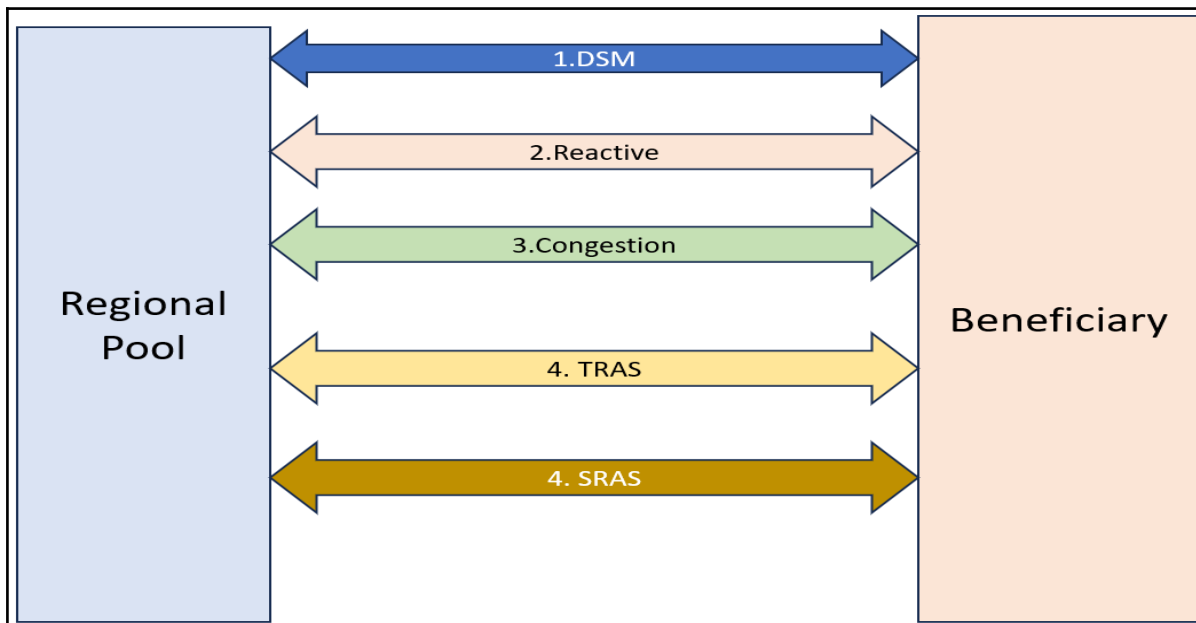 1.DSM
2.Reactive
3.Congestion
Regional
Pool
Beneficiary
4. TRAS
4. SRAS